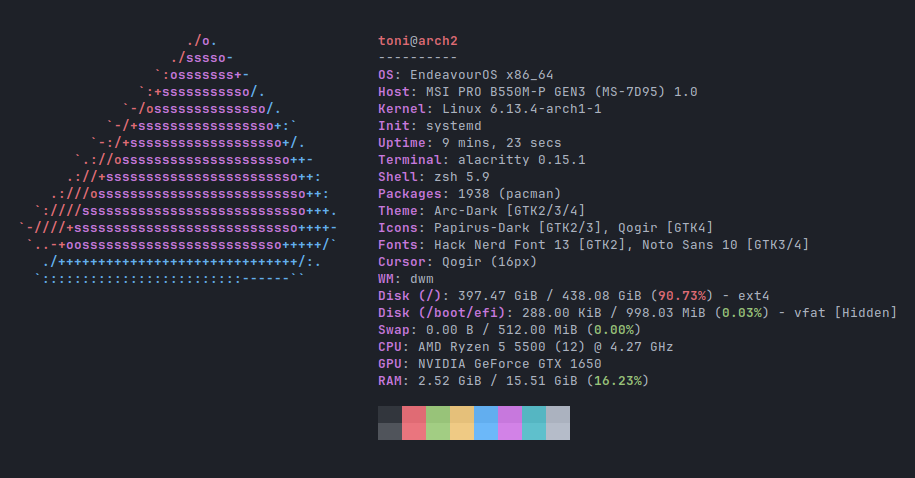 ./o.
./sssso-
`:osssssss+-
`:+sssssssssso/.
`-/ossssssssssssso/.
`-/+sssssssssssssssso+:`
`-:/+sssssssssssssssssso+/.
`.://osssssssssssssssssssso++-
.://+ssssssssssssssssssssssso++:
.:///ossssssssssssssssssssssssso++:
`:////ssssssssssssssssssssssssssso+++.
`-////+ssssssssssssssssssssssssssso++++-
`..-+oosssssssssssssssssssssssso+++++/`
./++++++++++++++++++++++++++++++/:.
`:::::::::::::::::::::::::------``
toni@arch2
----------
OS: EndeavourOS x86_64
Host: MSI PRO B550M-P GEN3 (MS-7D95) 1.0
Kernel: Linux 6.13.4-arch1-1
Init: systemd
Uptime: 9 mins, 23 secs
Terminal: alacritty 0.15.1
Shell: zsh 5.9
Packages: 1938 (pacman)
Theme: Arc-Dark [GTK2/3/4]
Icons: Papirus-Dark [GTK2/3], Qogir [GTK4]
Fonts: Hack Nerd Font 13 [GTK2], Noto Sans 10 [GTK3/4]
Cursor: Qogir (16px)
WM: dwm
Disk (/): 397.47 GiB / 438.08 GiB (90.73%) - ext4
Disk (/boot/efi): 288.00 KiB / 998.03 MiB (0.03%) - vfat [Hidden]
Swap: 0.00 B / 512.00 MiB (0.00%)
CPU: AMD Ryzen 5 5500 (12) @ 4.27 GHz
GPU: NVIDIA GeForce GTX 1650
RAM: 2.52 GiB / 15.51 GiB (16.23%)